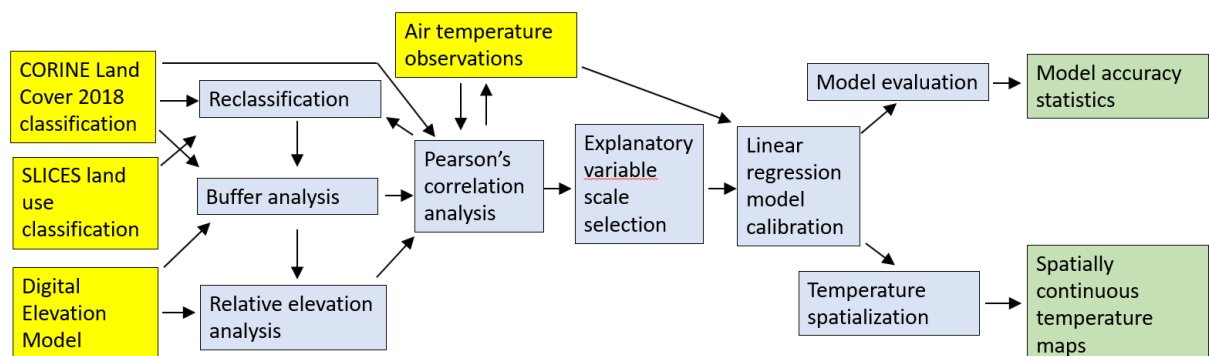 CORINE Land
Cover 2018
classification
SLICES land
use
classification
Digital
Elevation
Model
Reclassification
Buffer analysis
Relative elevation
analysis
Air temperature
observations
Pearson's
correlation
analysis
Explanatory
variable
scale
selection
Linear
regression
model
calibration
Model evaluation
Temperature
spatialization
Model accuracy
statistics
Spatially
continuous
temperature
maps